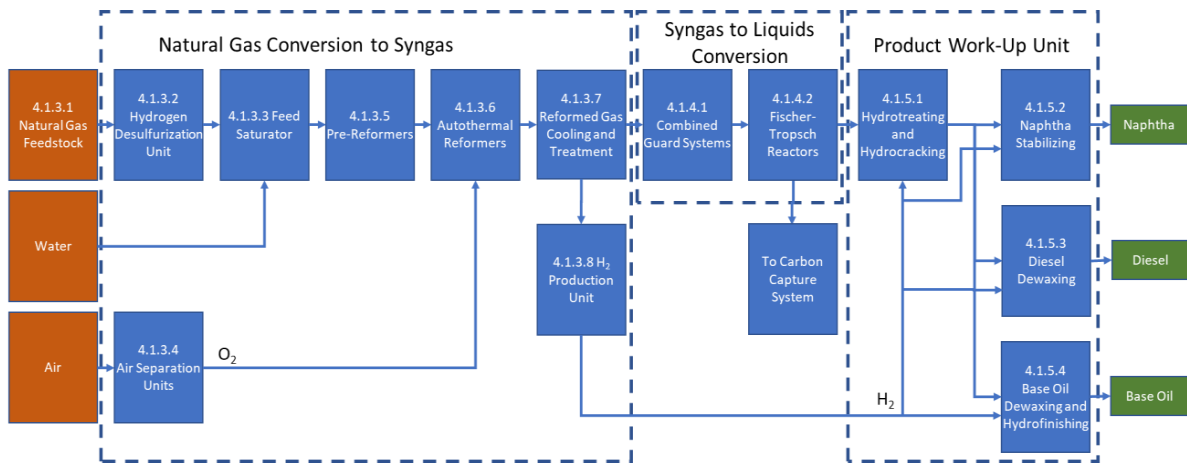 Natural Gas Conversion to Syngas
Syngas to Liquids
Conversion
Product Work-Up Unit
4.1.3.1
Natural Gas
Feedstock
4.1.3.2
Hydrogen
Desulfurization
Unit
4.1.3.3 Feed
Saturator
4.1.3.5
Pre-Reformers
4.1.3.6
Autothermal
Reformers
4.1.3.7
Reformed Gas
Cooling and
Treatment
4.1.4.1
Combined
Guard Systems
4.1.4.2
Fischer-
Tropsch
Reactors
4.1.5.1
Hydrotreating
and
Hydrocracking
4.1.5.2
Naphtha
Stabilizing
Naphtha
Water
4.1.3.8 H₂
Production
Unit
To Carbon
Capture
System
4.1.5.3
Diesel
Dewaxing
Diesel
Air
4.1.3.4
Air Separation
Units
O₂
H₂
4.1.5.4
Base Oil
Dewaxing and
Hydrofinishing
Base Oil